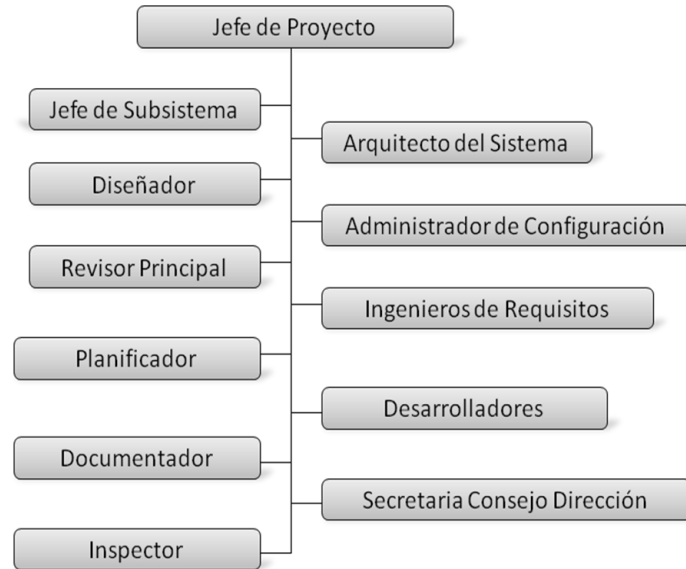 Jefe de Proyecto
Jefe de Subsistema
Arquitecto del Sistema
Diseñador
Administrador de Configuración
Revisor Principal
Ingenieros de Requisitos
Planificador
Desarrolladores
Documentador
Secretaria Consejo Dirección
Inspector